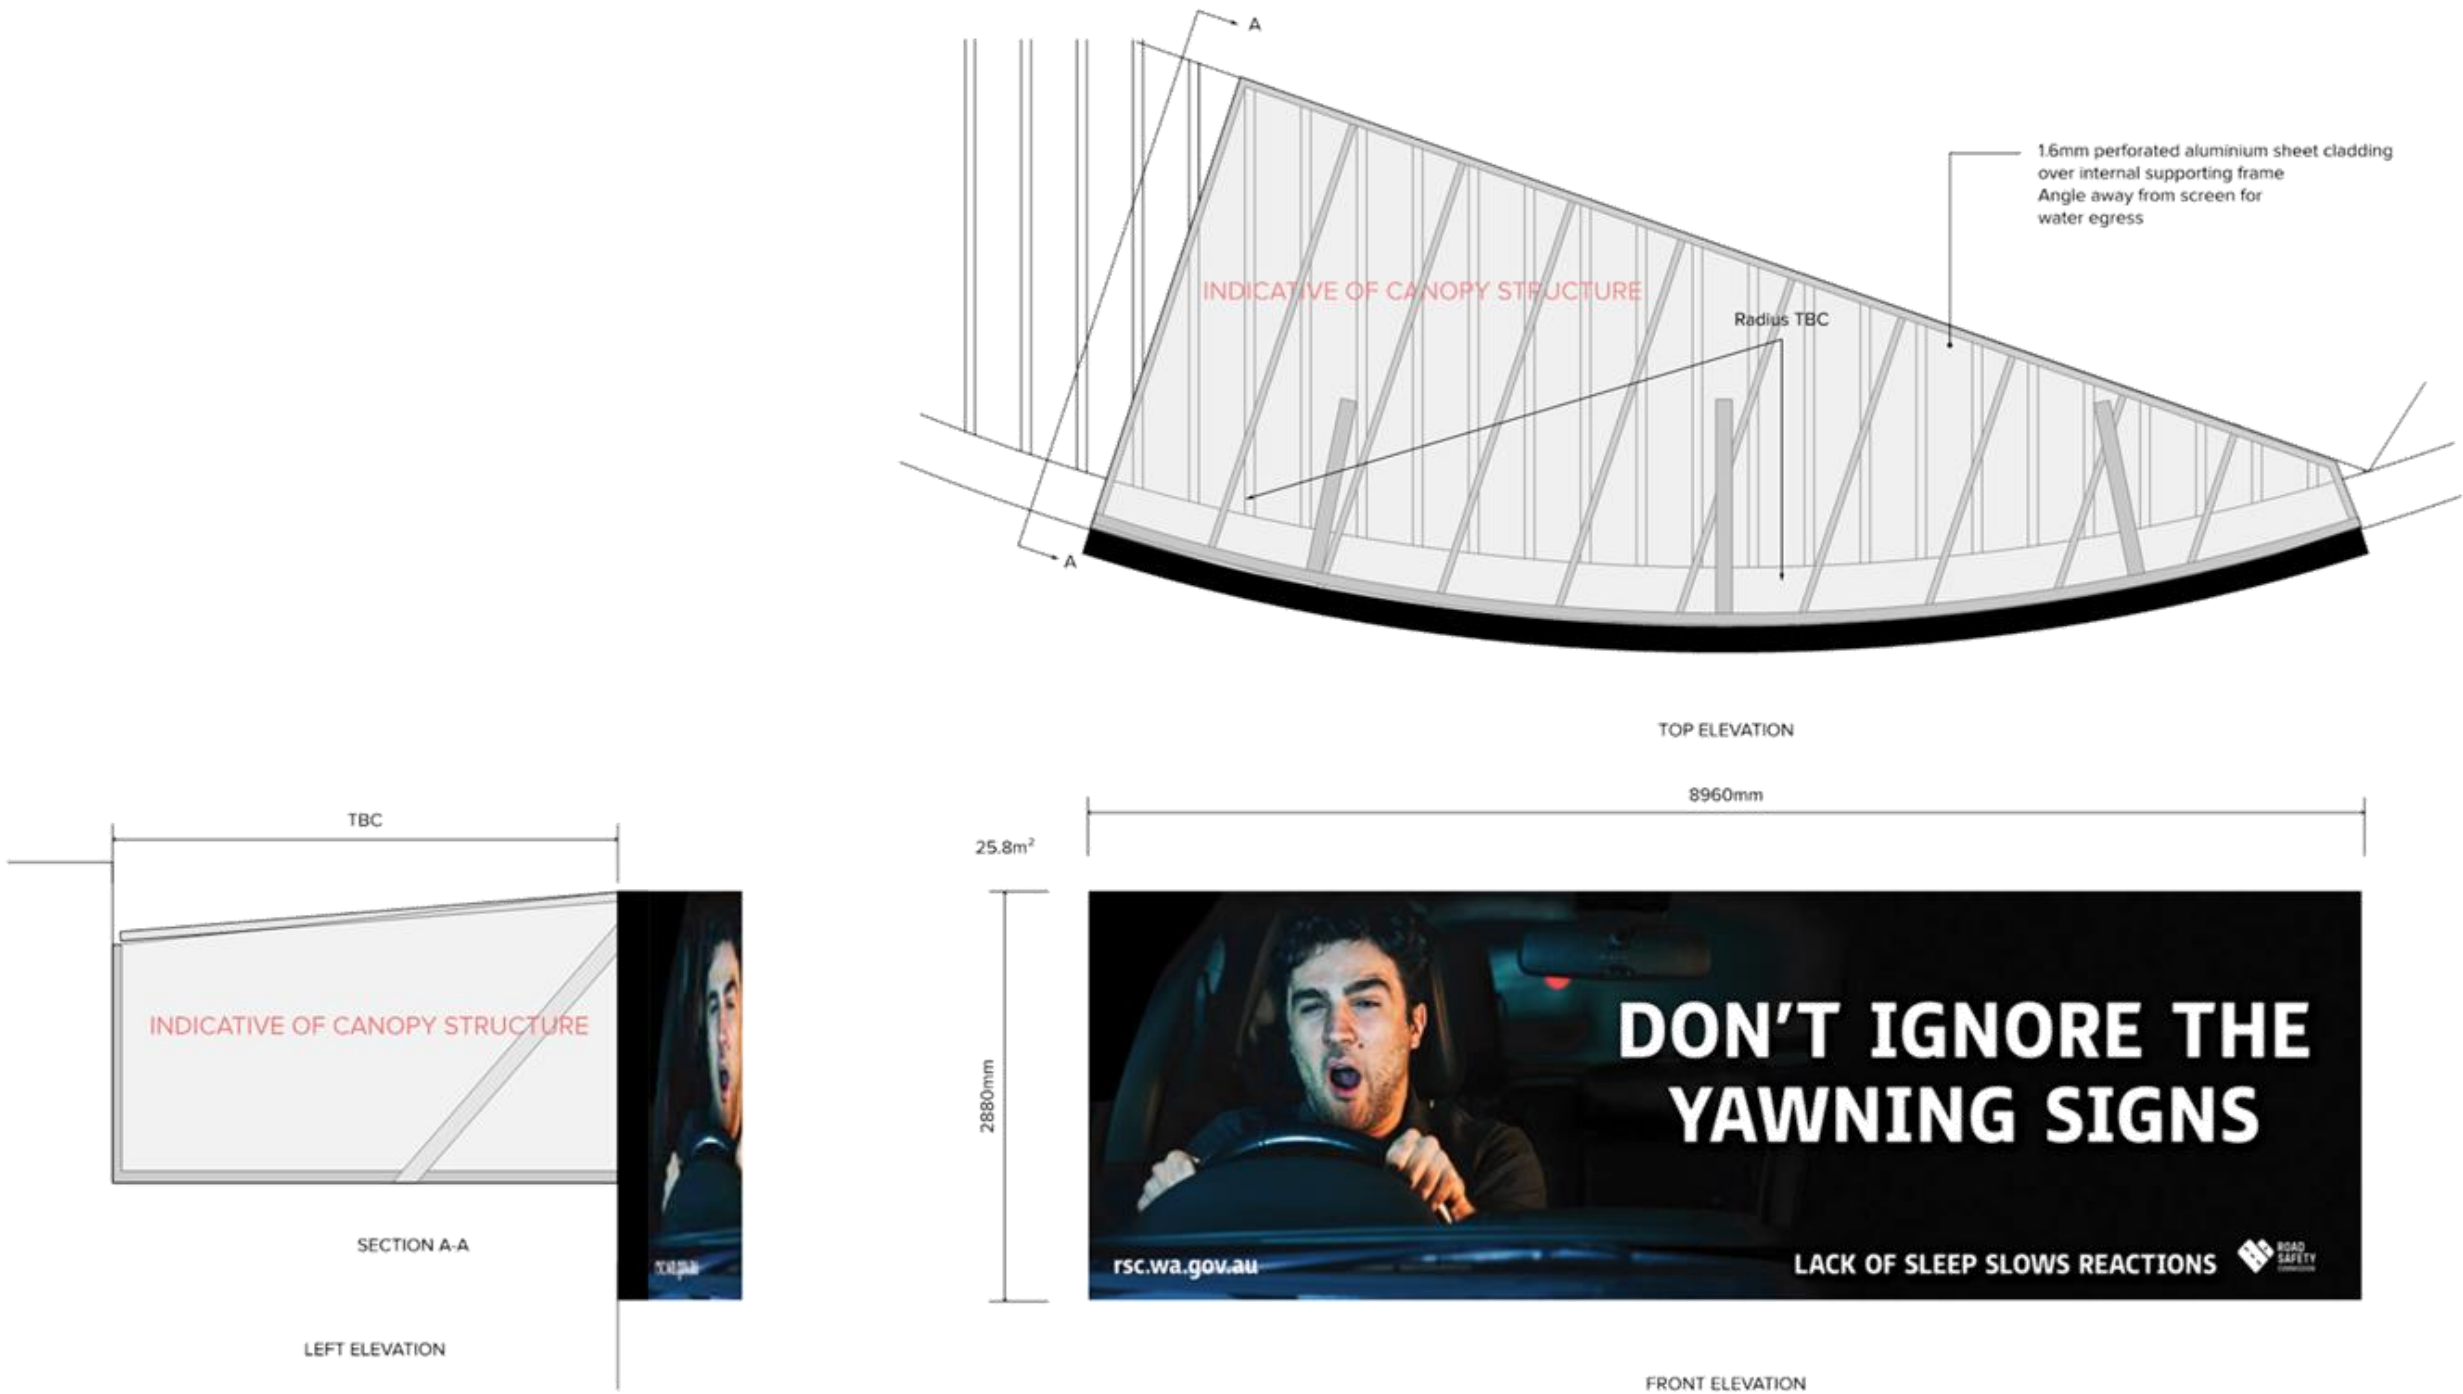 A
1.6mm perforated aluminium sheet cladding
over internal supporting frame
Angle away from screen for
water egress
INDICATIVE OF CANOPY STRUCTURE
Radius TBC
A
TOP ELEVATION
8960mm
TBC
25.8m²
2880mm
INDICATIVE OF CANOPY STRUCTURE
DON'T IGNORE THE
YAWNING SIGNS
SECTION A-A
rsc.wa.gov.au
LACK OF SLEEP SLOWS REACTIONS
ROAD
SAFETY
LEFT ELEVATION
FRONT ELEVATION